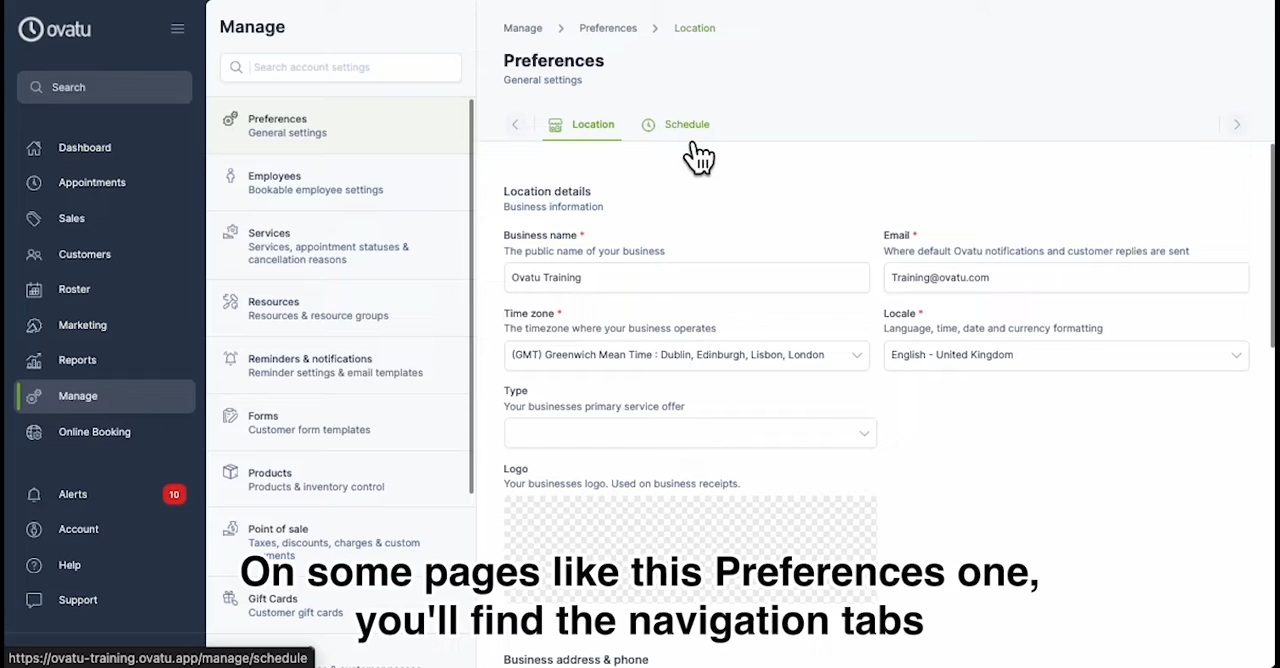 ovatu
Search
Dashboard
Appointments
Sales
Customers
Roster
Marketing
Reports
Manage
Online Booking
Alerts
10
Account
Help
Support
https://ovatu-training.ovatu.app/manage/schedule
Manage
Search account settings
Preferences
General settings
Employees
Bookable employee settings
Services
Services, appointment statuses &
cancellation reasons
Resources
Resources & resource groups
Reminders & notifications
Reminder settings & email templates
Forms
Customer form templates
Products
Products & inventory control
Point of sale
Taxes, discounts, charges & custom
Gift Cards
Customer gift cards
Manage > Preferences > Location
Preferences
General settings
Location
Schedule
Location details
Business information
Business name *
The public name of your business
Ovatu Training
Email *
Where default Ovatu notifications and customer replies are sent
Training@ovatu.com
Time zone *
The timezone where your business operates
(GMT) Greenwich Mean Time : Dublin, Edinburgh, Lisbon, London
Locale *
Language, time, date and currency formatting
English - United Kingdom
Type
Your businesses primary service offer
Logo
Your businesses logo. Used on business receipts.
Business address & phone
On some pages like this Preferences one,
you'll find the navigation tabs